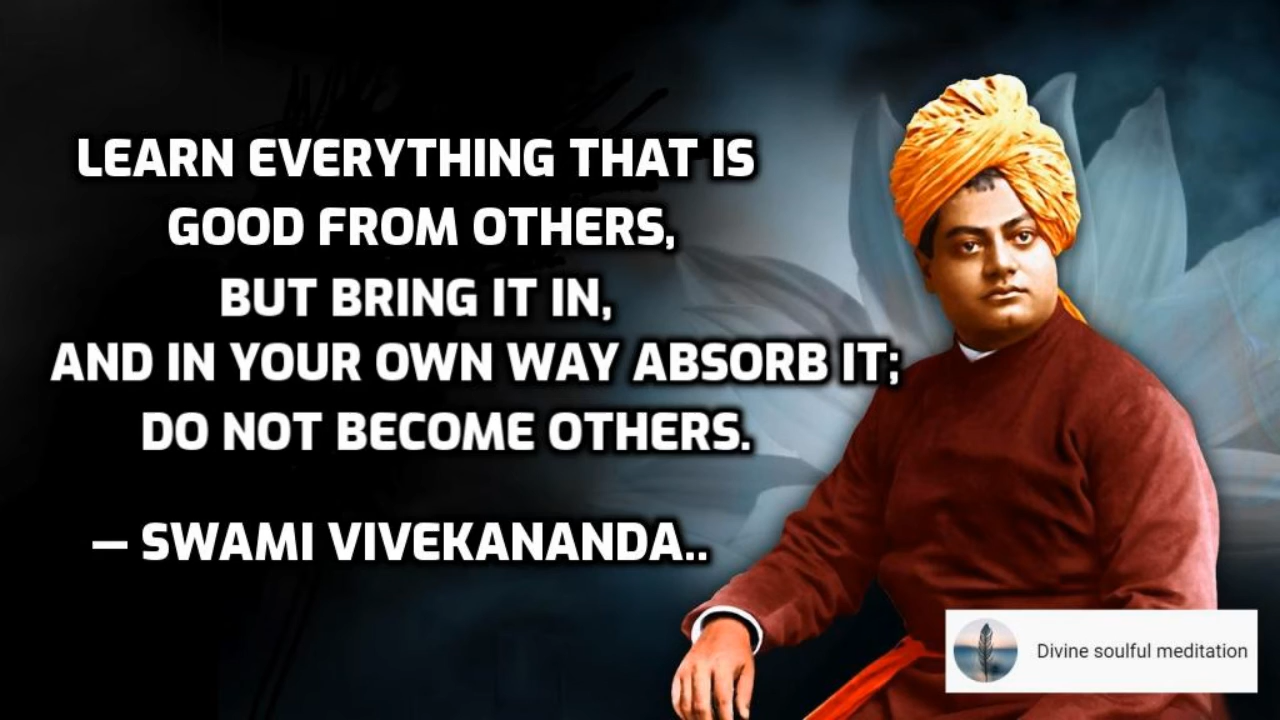 LEARN EVERYTHING THAT IS
GOOD FROM OTHERS,
BUT BRING IT IN,
AND IN YOUR OWN WAY ABSORB IT;
DO NOT BECOME OTHERS.
— SWAMI VIVEKANANDA..
Divine soulful meditation